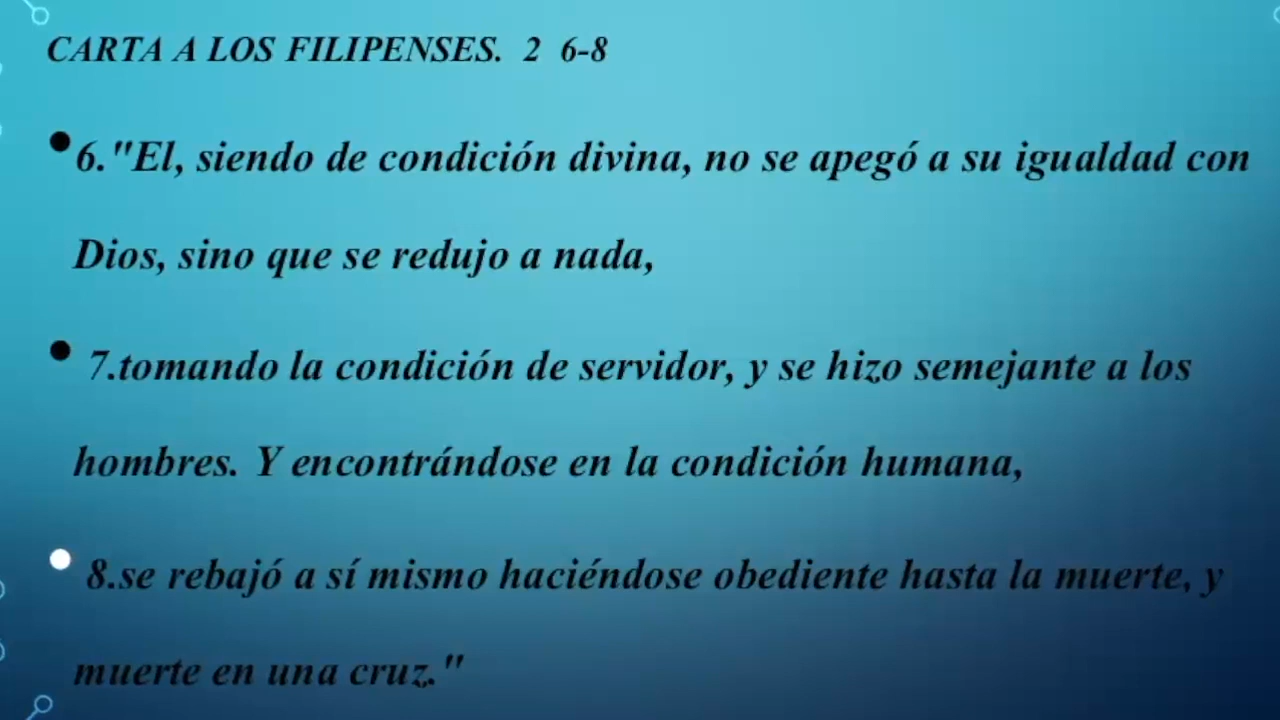 CARTA A LOS FILIPENSES. 2 6-8
• 6."El, siendo de condición divina, no se apegó a su igualdad con
Dios, sino que se redujo a nada,
• 7.tomando la condición de servidor, y se hizo semejante a los
hombres. Y encontrándose en la condición humana,
• 8.se rebajó a sí mismo haciéndose obediente hasta la muerte, y
muerte en una cruz."